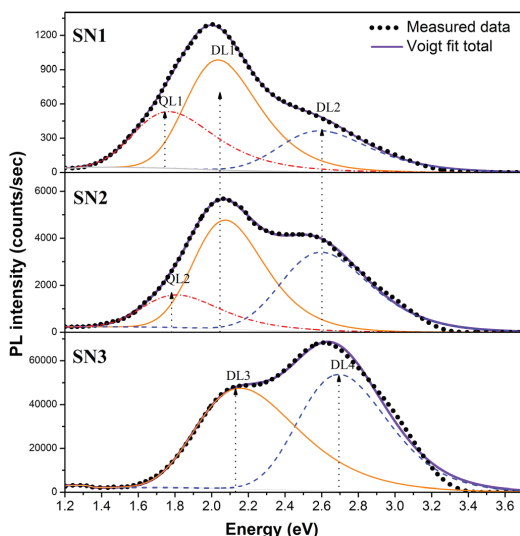 SN1
Measured data
Voigt fit total
DL1
QL1
DL2
1200
900
600
300
0
SN2
QL2
6000
4000
2000
0
SN3
DL3
DL4
60000
40000
20000
0
PL intensity (counts/sec)
1.2 1.4 1.6 1.8 2.0 2.2 2.4 2.6 2.8 3.0 3.2 3.4 3.6
Energy (eV)